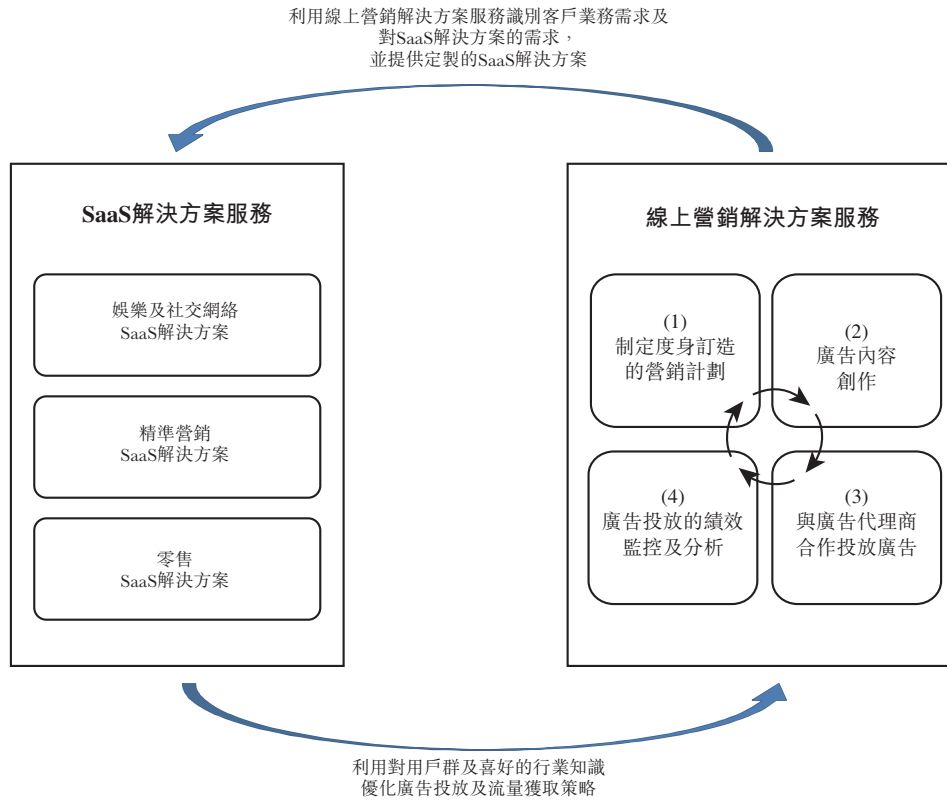 利用線上營銷解決方案服務識別客戶業務需求及
對SaaS解決方案的需求，
並提供定製的SaaS解決方案
SaaS解決方案服務
娛樂及社交網絡
SaaS解決方案
精準營銷
SaaS解決方案
零售
SaaS解決方案
線上營銷解決方案服務
(1)
制定度身訂造
的營銷計劃
(2)
廣告內容
創作
(3)
與廣告代理商
合作投放廣告
(4)
廣告投放的績效
監控及分析
利用對用戶群及喜好的行業知識
優化廣告投放及流量獲取策略